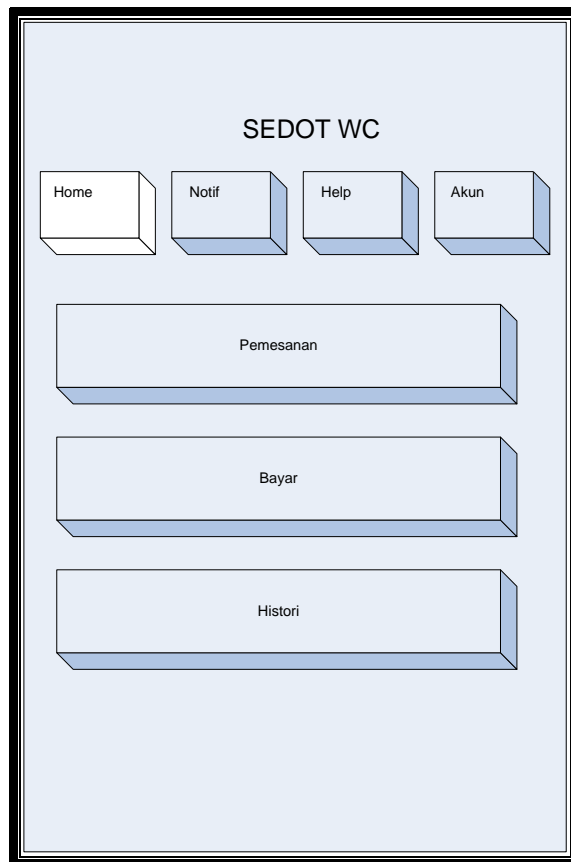 SEDOT WC
Home
Notif
Help
Akun
Pemesanan
Bayar
Histori